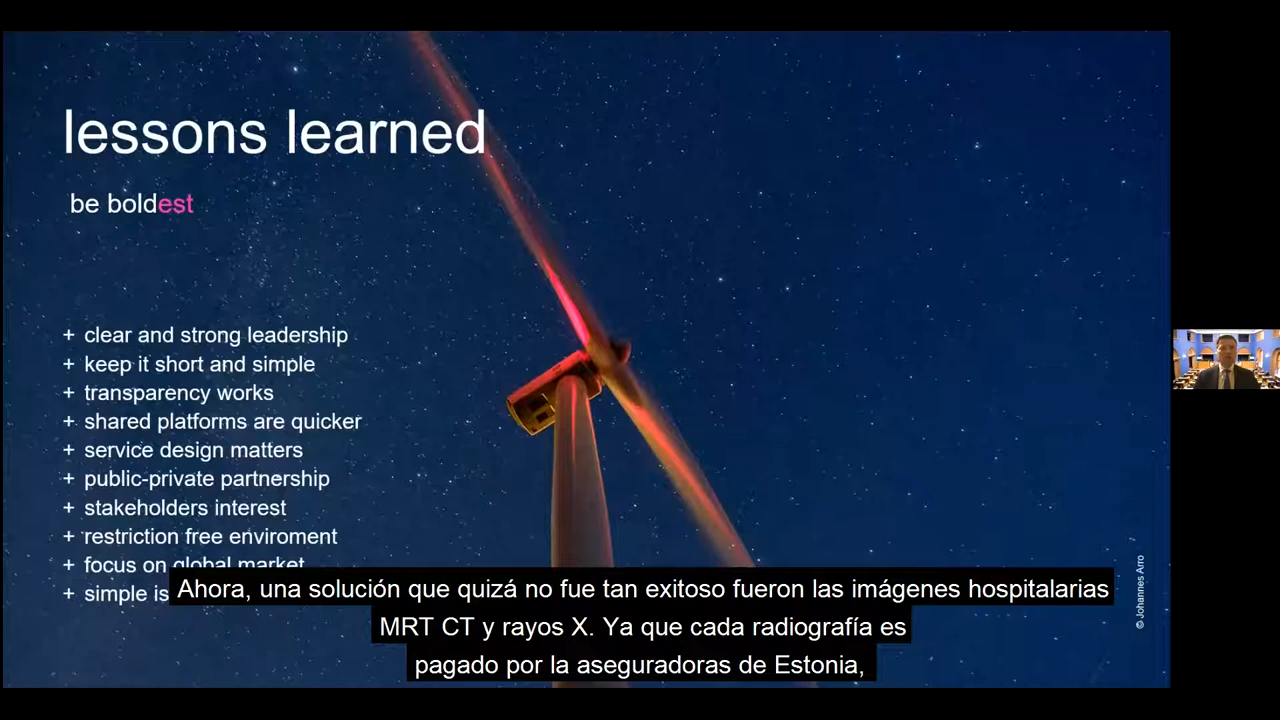 lessons learned
be boldest
+ clear and strong leadership
+ keep it short and simple
+ transparency works
+ shared platforms are quicker
+ service design matters
+ public-private partnership
+ stakeholders interest
+ restriction free enviroment
+ focus on global market
+ simple is
Ahora, una solución que quizá no fue tan exitoso fueron las imágenes hospitalarias
MRT CT y rayos X. Ya que cada radiografía es
pagado por la aseguradoras de Estonia,
© Johannes Arro